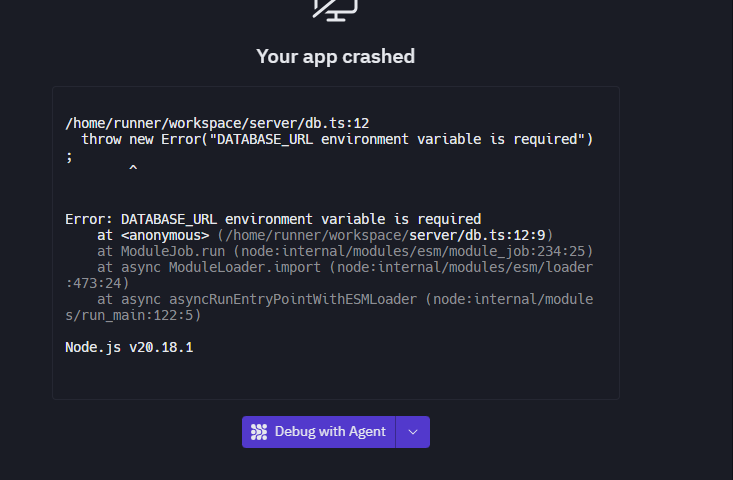 Your app crashed
/home/runner/workspace/server/db.ts:12
  throw new Error("DATABASE_URL environment variable is required")
;
        ^
Error: DATABASE_URL environment variable is required
    at <anonymous> (/home/runner/workspace/server/db.ts:12:9)
    at ModuleJob.run (node:internal/modules/esm/module_job:234:25)
    at async ModuleLoader.import (node:internal/modules/esm/loader
:473:24)
    at async asyncRunEntryPointWithESMLoader (node:internal/module
s/run_main:122:5)
Node.js v20.18.1
Debug with Agent